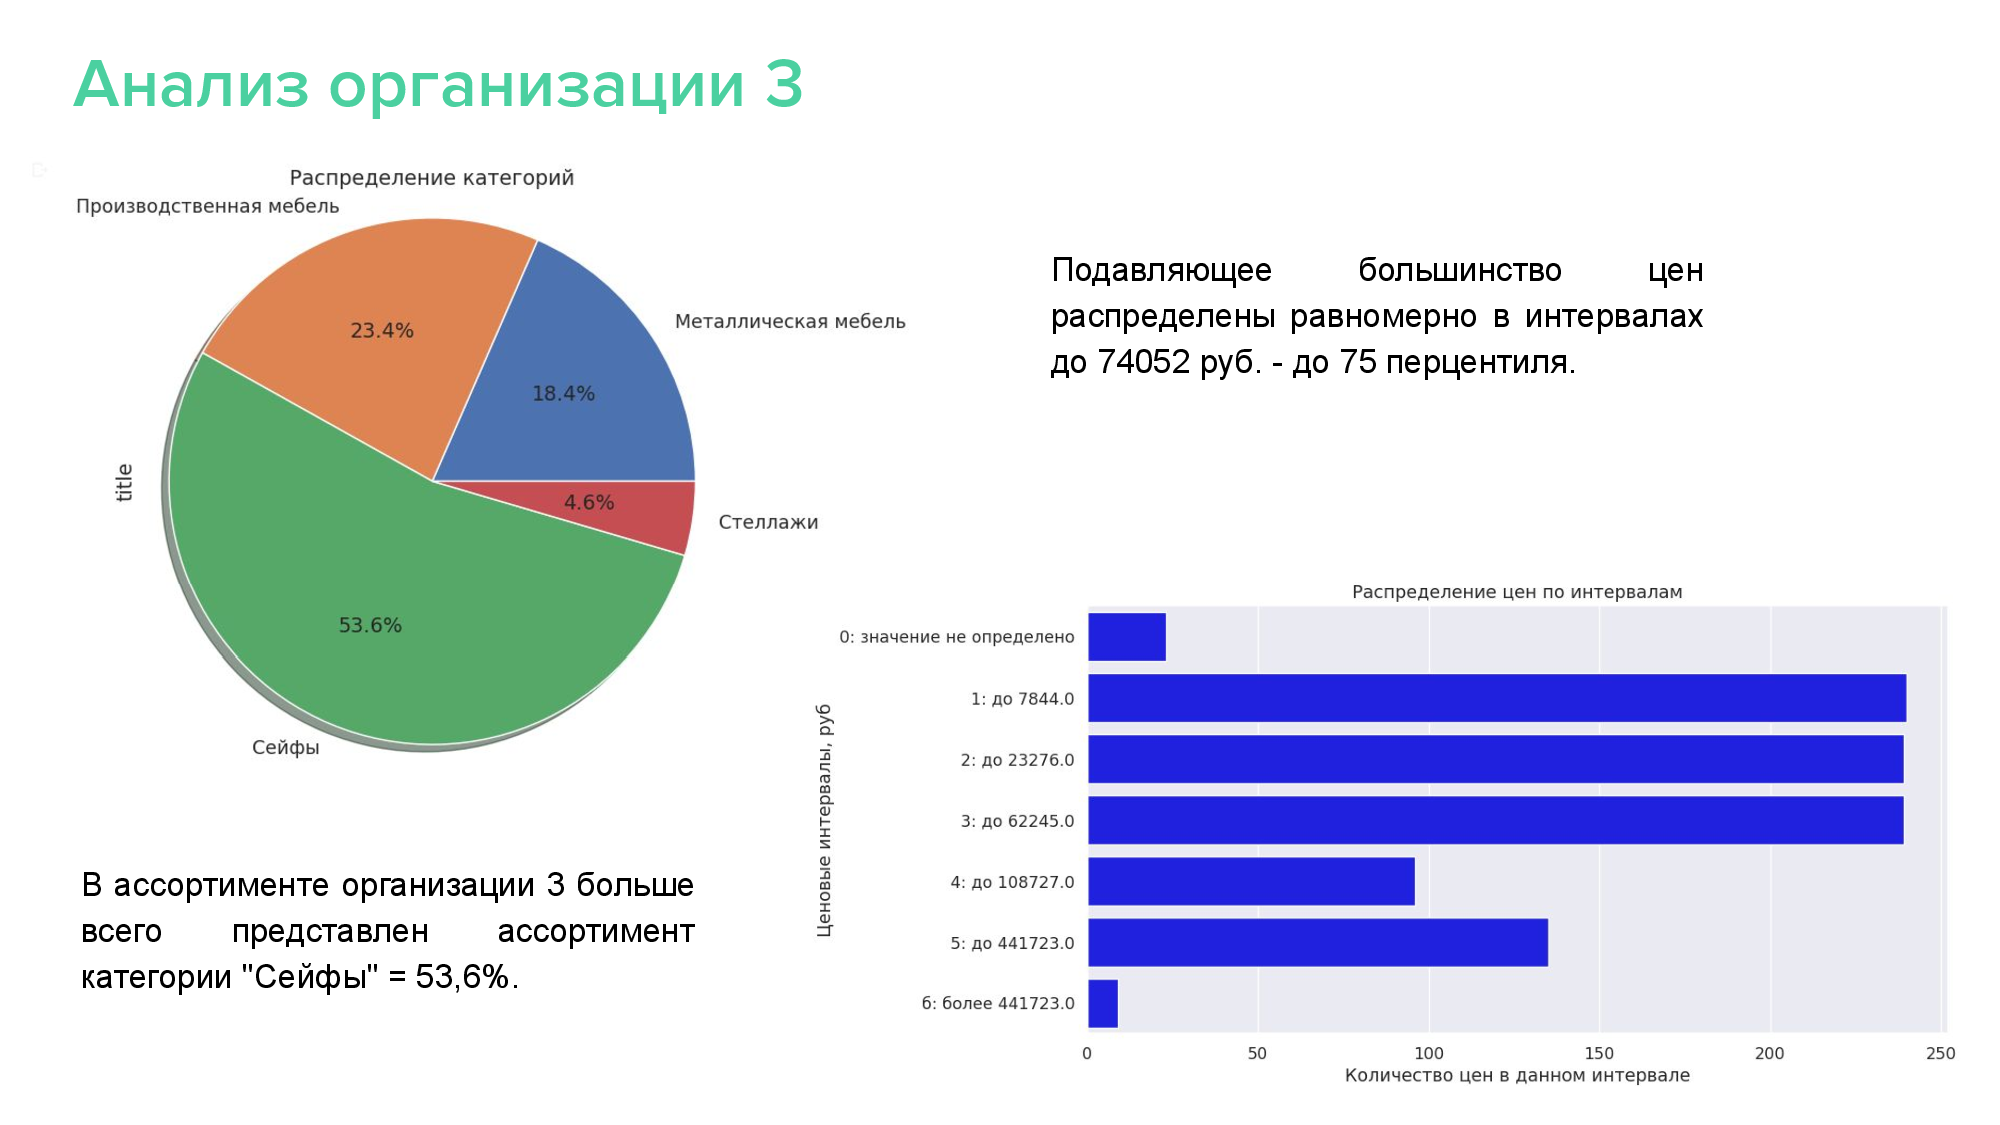 Анализ организации 3
Распределение категорий
Производственная мебель
23.4%
Металлическая мебель
18.4%
title
4.6%
Стеллажи
53.6%
Сейфы
В ассортименте организации 3 больше
всего представлен ассортимент
категории "Сейфы" = 53,6%.
Подавляющее большинство цен
распределены равномерно в интервалах
до 74052 руб. - до 75 перцентиля.
Распределение цен по интервалам
Ценовые интервалы, руб
0: значение не определено
1: до 7844.0
2: до 23276.0
3: до 62245.0
4: до 108727.0
5: до 441723.0
б: более 441723.0
0 50 100 150 200 250
Количество цен в данном интервале